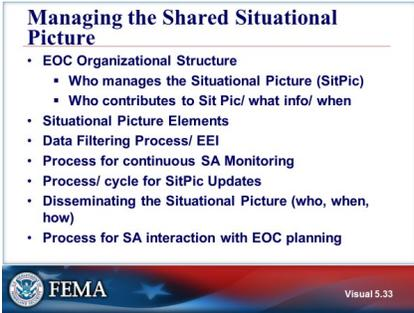 Managing the Shared Situational
Picture
• EOC Organizational Structure
▪ Who manages the Situational Picture (SitPic)
▪ Who contributes to Sit Pic/ what info/ when
• Situational Picture Elements
• Data Filtering Process/ EEI
• Process for continuous SA Monitoring
• Process/ cycle for SitPic Updates
• Disseminating the Situational Picture (who, when,
how)
• Process for SA interaction with EOC planning
FEMA
Visual 5.33